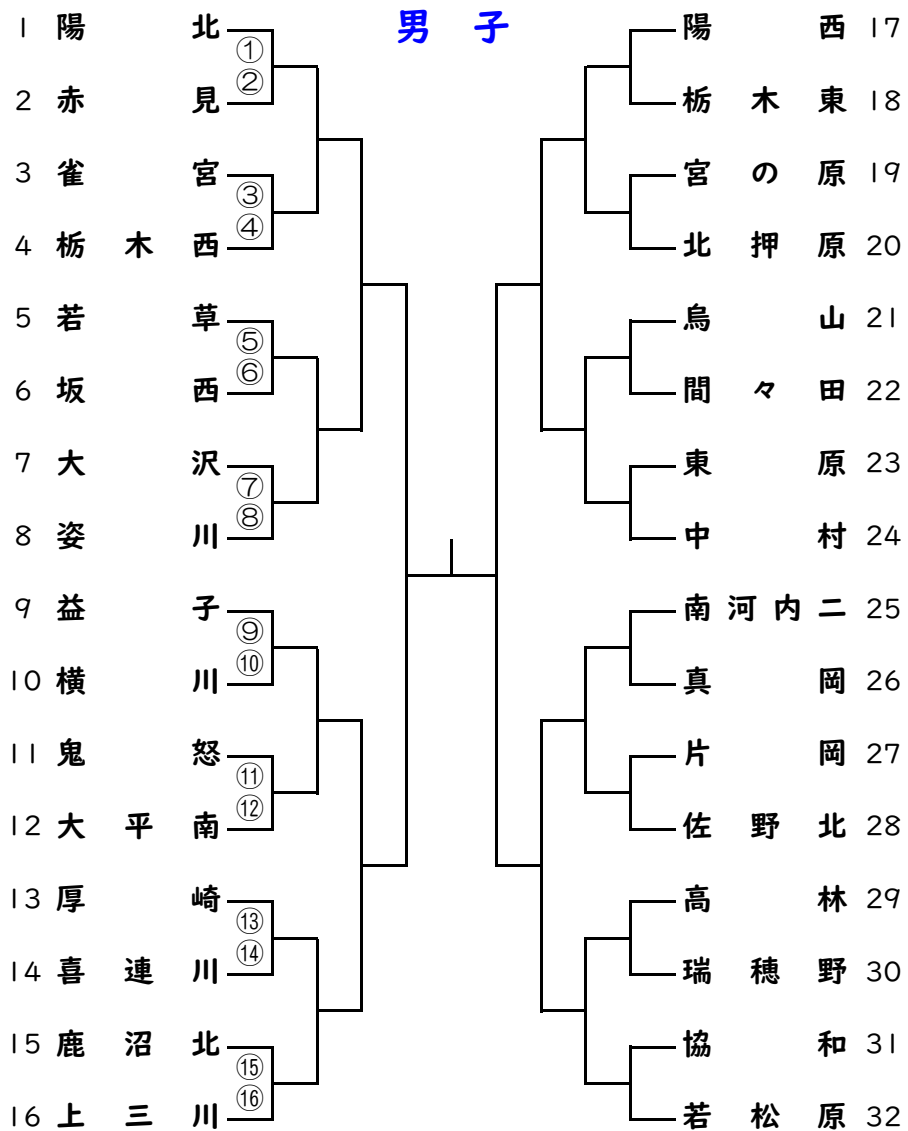 男 子
1 陽 北
①
②
2 赤 見
3 雀 宮
③
④
4 栃 木 西
5 若 草
⑤
⑥
6 坂 西
7 大 沢
⑦
⑧
8 姿 川
9 益 子
⑨
⑩
10 横 川
11 鬼 怒
⑪
⑫
12 大 平 南
13 厚 崎
⑬
⑭
14 喜 連 川
15 鹿 沼 北
⑮
⑯
16 上 三 川
陽 西 17
栃 木 東 18
宮 の 原 19
北 押 原 20
烏 山 21
間 々 田 22
東 原 23
中 村 24
南 河 内 二 25
真 岡 26
片 岡 27
佐 野 北 28
高 林 29
瑞 穂 野 30
協 和 31
若 松 原 32